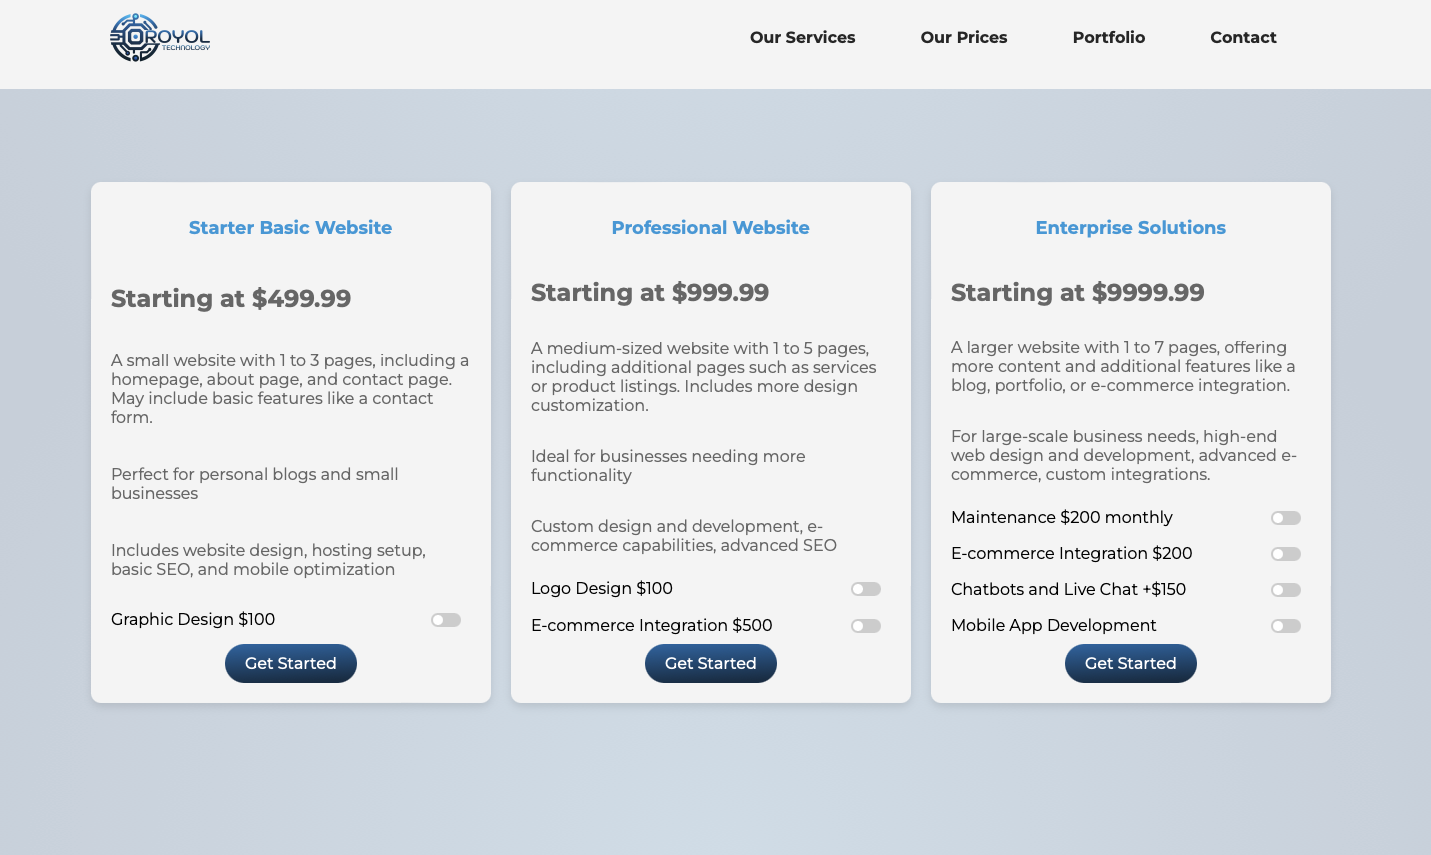 ROYOL
TECHNOLOGY
Our Services
Our Prices
Portfolio
Contact
Starter Basic Website
Starting at $499.99
A small website with 1 to 3 pages, including a
homepage, about page, and contact page.
May include basic features like a contact
form.
Perfect for personal blogs and small
businesses
Includes website design, hosting setup,
basic SEO, and mobile optimization
Graphic Design $100
Get Started
Professional Website
Starting at $999.99
A medium-sized website with 1 to 5 pages,
including additional pages such as services
or product listings. Includes more design
customization.
Ideal for businesses needing more
functionality
Custom design and development, e-
commerce capabilities, advanced SEO
Logo Design $100
E-commerce Integration $500
Get Started
Enterprise Solutions
Starting at $9999.99
A larger website with 1 to 7 pages, offering
more content and additional features like a
blog, portfolio, or e-commerce integration.
For large-scale business needs, high-end
web design and development, advanced e-
commerce, custom integrations.
Maintenance $200 monthly
E-commerce Integration $200
Chatbots and Live Chat +$150
Mobile App Development
Get Started